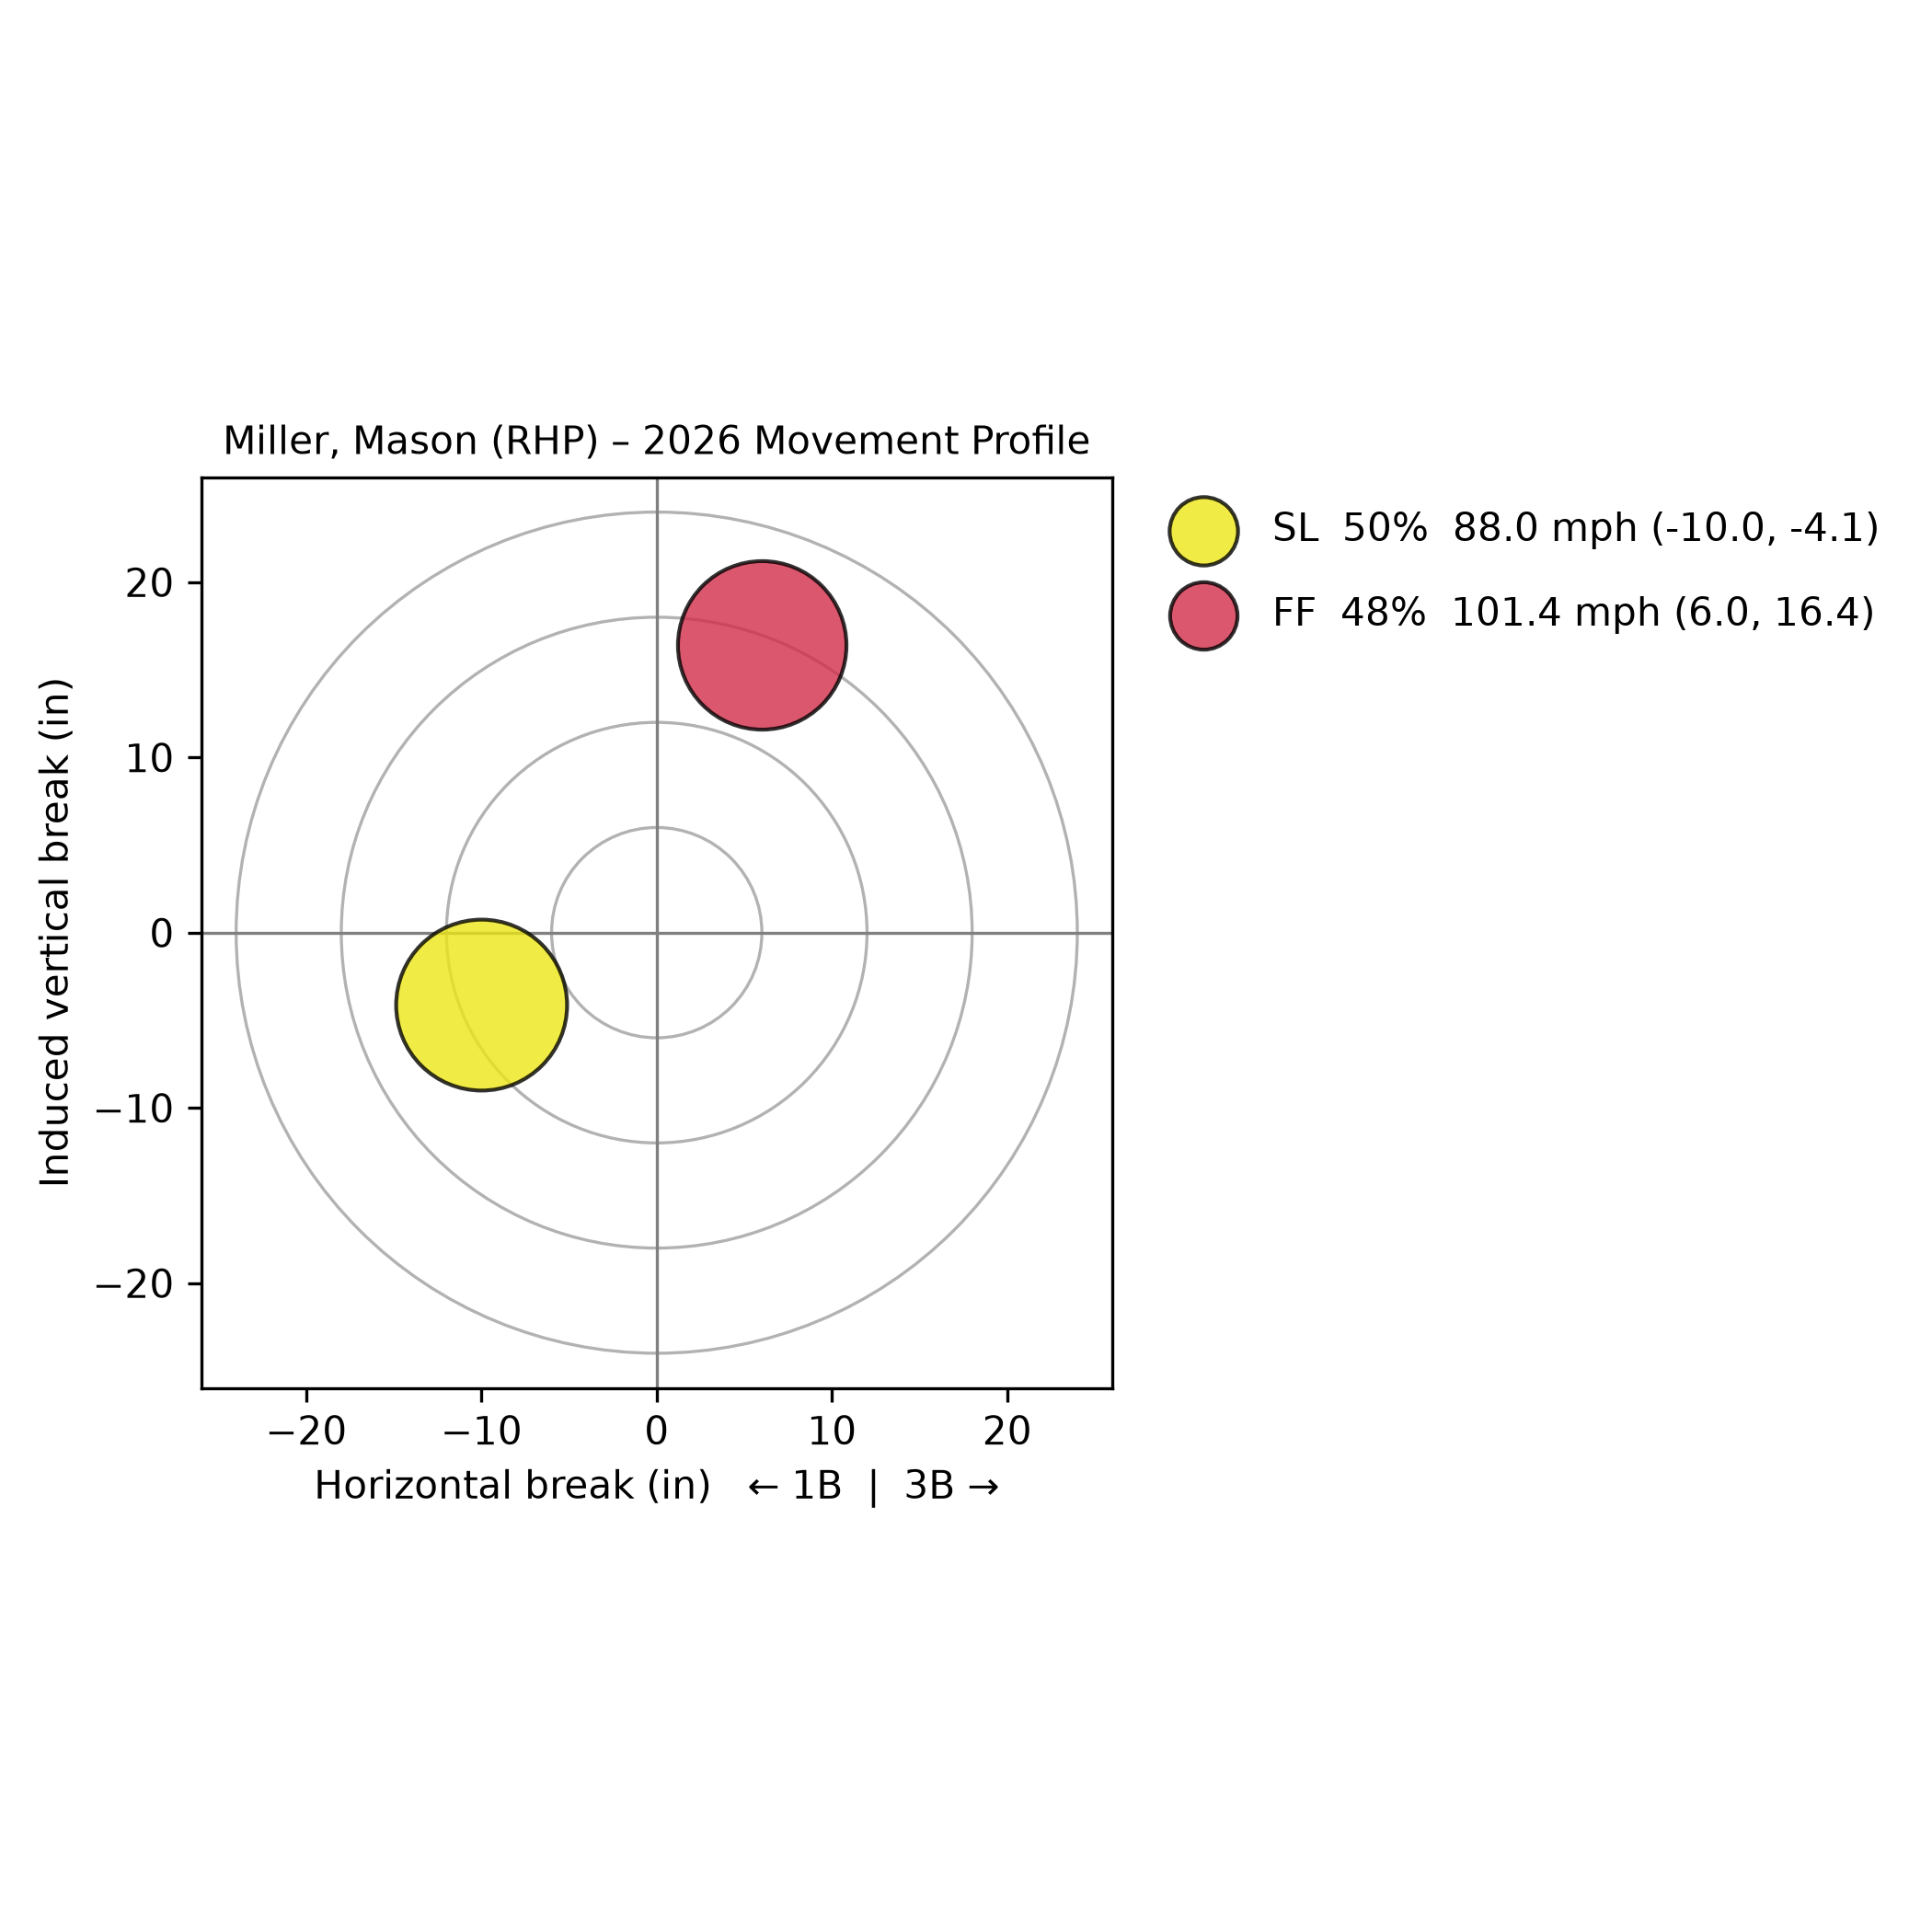 Miller, Mason (RHP) – 2026 Movement Profile
SL 50% 88.0 mph (-10.0, -4.1)
FF 48% 101.4 mph (6.0, 16.4)
Induced vertical break (in)
20
10
0
−10
−20
−20 −10 0 10 20
Horizontal break (in) ← 1B | 3B →